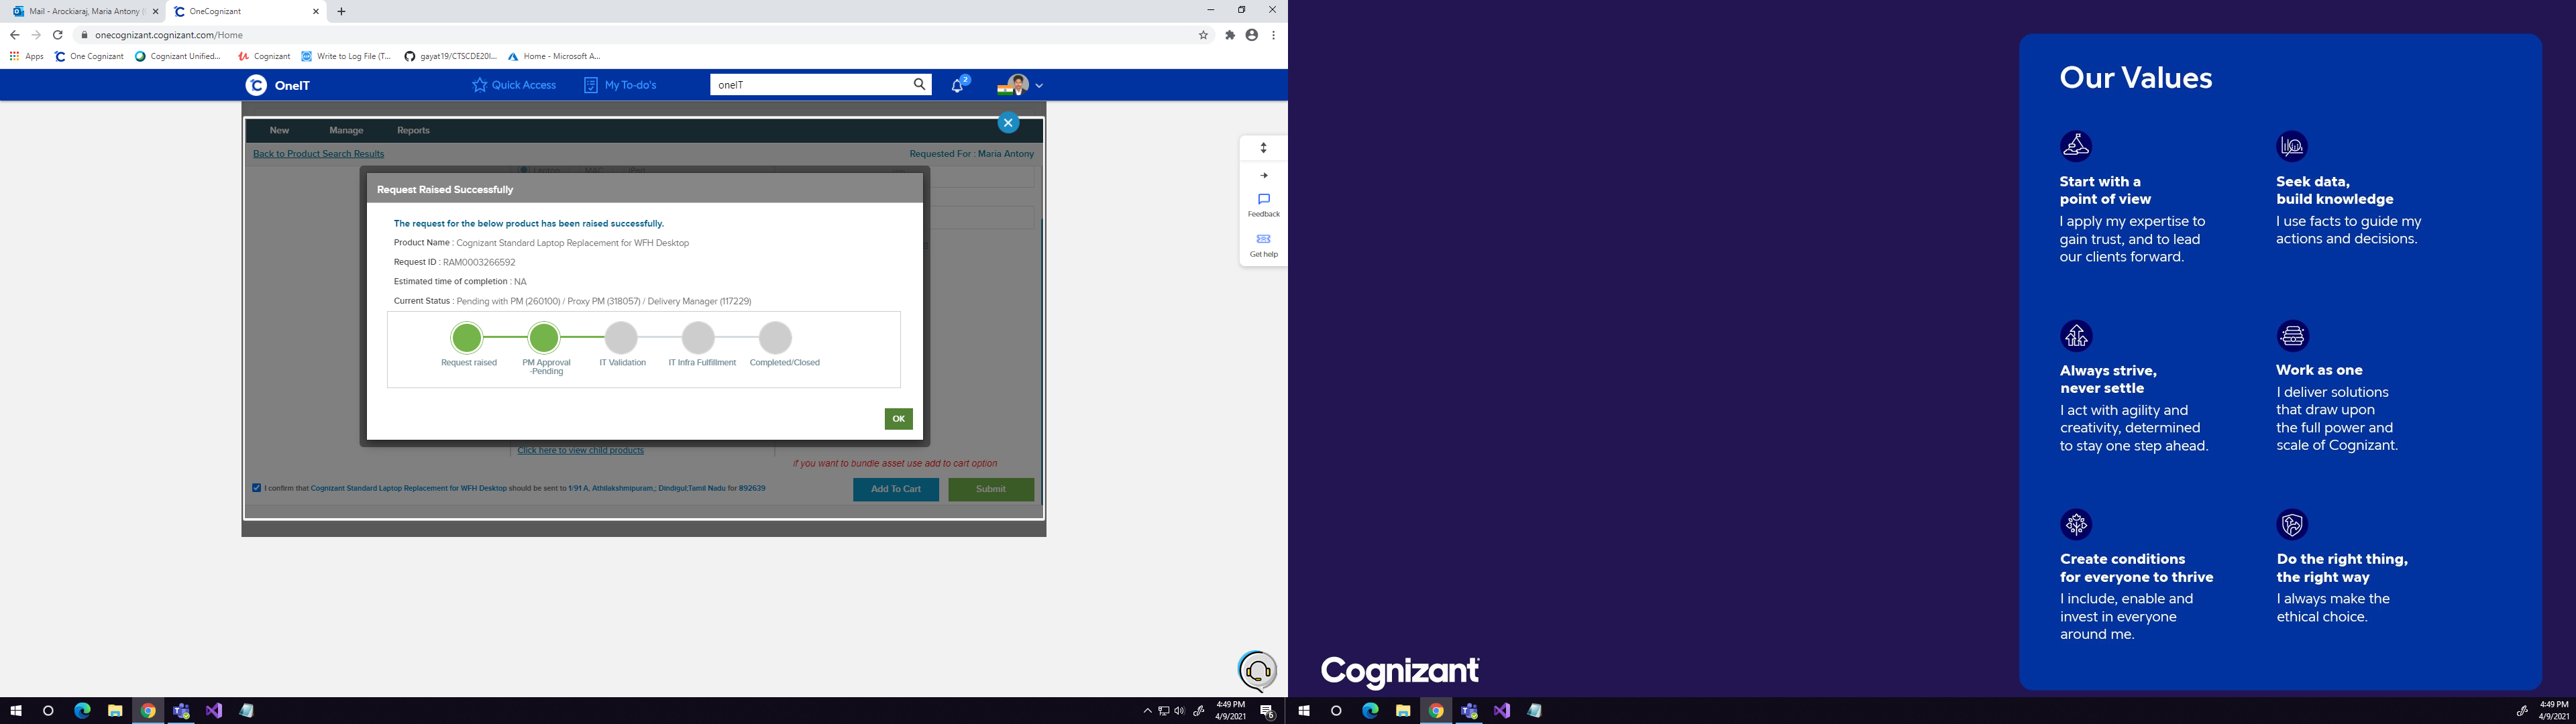 Mail - Arockiaraj, Maria Antony (
OneCognizant
onecognizant.cognizant.com/Home
Apps
One Cognizant
Cognizant Unified...
Cognizant
Write to Log File (T...
gayat19/CTSCDE20I...
Home - Microsoft A...
OneIT
Quick Access
My To-do's
oneIT
2
New
Manage
Reports
Back to Product Search Results
Requested For : Maria Antony
Laptop
MAC
iPad
Request Raised Successfully
The request for the below product has been raised successfully.
Product Name : Cognizant Standard Laptop Replacement for WFH Desktop
Request ID : RAM0003266592
Estimated time of completion : NA
Current Status : Pending with PM (260100) / Proxy PM (318057) / Delivery Manager (117229)
Request raised
PM Approval
-Pending
IT Validation
IT Infra Fulfillment
Completed/Closed
OK
Click here to view child products
if you want to bundle asset use add to cart option
I confirm that Cognizant Standard Laptop Replacement for WFH Desktop should be sent to 1/91 A, Athilakshmipuram,; Dindigul;Tamil Nadu for 892639
Add To Cart
Submit
Feedback
Get help
4:49 PM
4/9/2021
6
Our Values
Start with a
point of view
I apply my expertise to
gain trust, and to lead
our clients forward.
Seek data,
build knowledge
I use facts to guide my
actions and decisions.
Always strive,
never settle
I act with agility and
creativity, determined
to stay one step ahead.
Work as one
I deliver solutions
that draw upon
the full power and
scale of Cognizant.
Create conditions
for everyone to thrive
I include, enable and
invest in everyone
around me.
Do the right thing,
the right way
I always make the
ethical choice.
Cognizant
4:49 PM
4/9/2021